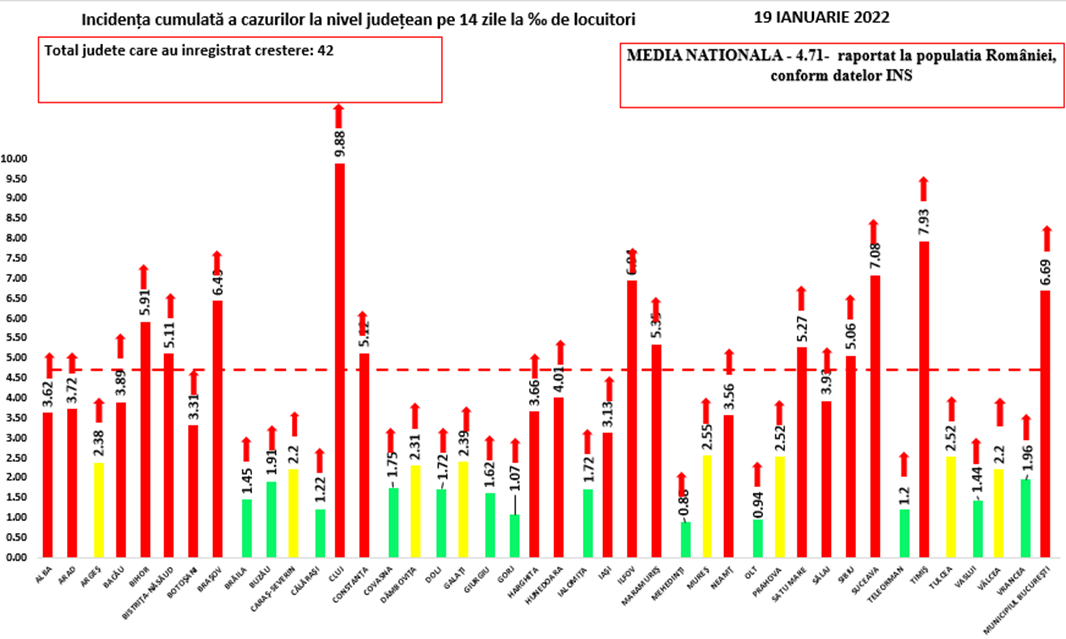 Incidența cumulată a cazurilor la nivel județean pe 14 zile la ‰ de locuitori
19 IANUARIE 2022
Total judete care au inregistrat crestere: 42
MEDIA NATIONALA - 4.71- raportat la populatia României,
conform datelor INS
10.00
9.50
9.00
8.50
8.00
7.50
7.00
6.50
6.00
5.50
5.00
4.50
4.00
3.50
3.00
2.50
2.00
1.50
1.00
0.50
0.00
3.62
3.72
2.38
3.89
5.91
5.11
3.31
6.45
1.45
1.91
2.2
1.22
9.88
5.12
1.75
2.31
1.72
2.39
1.62
1.07
3.66
4.01
1.72
3.13
5.35
0.88
2.55
3.56
0.94
2.52
5.27
3.93
5.06
7.08
1.2
7.93
2.52
1.44
2.2
1.96
6.69
ALBA
ARAD
ARGEȘ
BACĂU
BIHOR
BISTRIȚA-NĂSĂUD
BOTOȘANI
BRAȘOV
BRĂILA
BUZĂU
CARAȘ-SEVERIN
CĂLĂRAȘI
CLUJ
CONSTANȚA
COVASNA
DÂMBOVIȚA
DOLJ
GALAȚI
GIURGIU
GORJ
HARGHITA
HUNEDOARA
IALOMIȚA
IAȘI
ILFOV
MARAMUREȘ
MEHEDINȚI
MUREȘ
NEAMȚ
OLT
PRAHOVA
SATU MARE
SĂLAJ
SIBIU
SUCEAVA
TELEORMAN
TIMIȘ
TULCEA
VASLUI
VÂLCEA
VRANCEA
MUNICIPIUL BUCUREȘTI